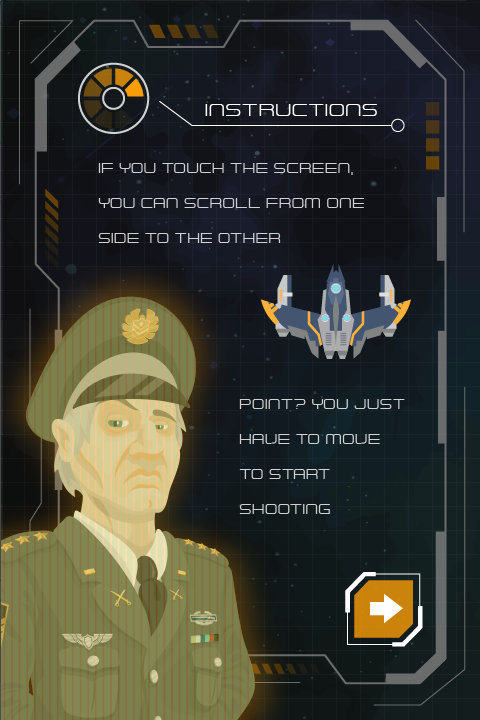 INSTRUCTIONS
IF YOU TOUCH THE SCREEN,
YOU CAN SCROLL FROM ONE
SIDE TO THE OTHER
POINT? YOU JUST
HAVE TO MOVE
TO START
SHOOTING